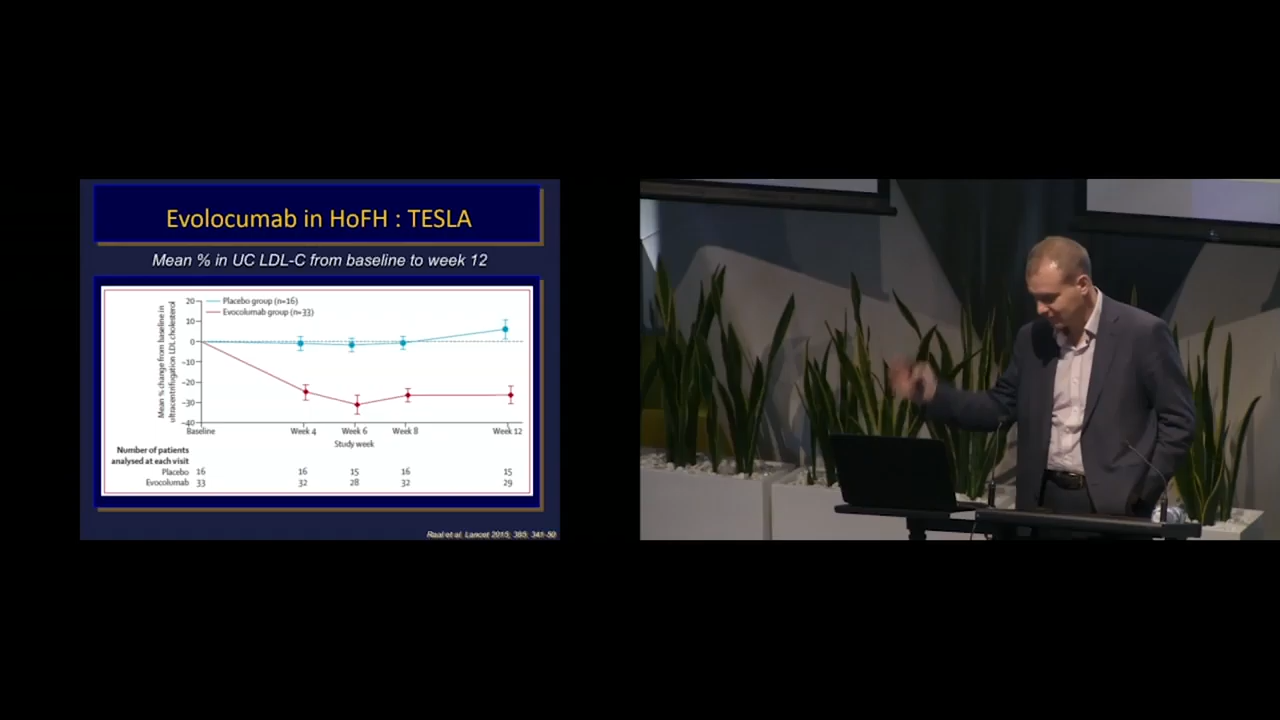 Evolocumab in HoFH : TESLA
Mean % in UC LDL-C from baseline to week 12
Mean % change from baseline in
ultracentrifugation LDL cholesterol
20
10
0
−10
−20
−30
−40
Placebo group (n=16)
Evocolumab group (n=33)
Baseline Week 4 Week 6 Week 8 Week 12
Study week
Number of patients
analysed at each visit
Placebo 16 16 15 16 15
Evocolumab 33 32 28 32 29
Raal et al. Lancet 2015; 385: 341-50